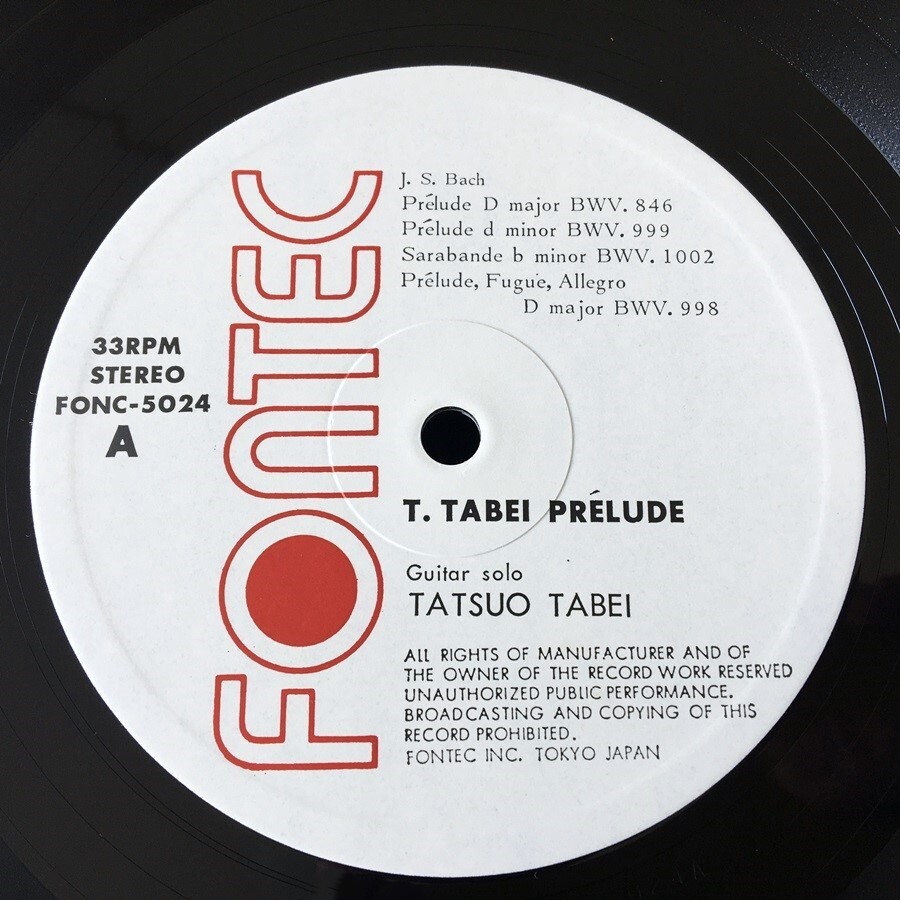 FONTEC
J. S. Bach
Prélude D major BWV. 846
Prélude d minor BWV. 999
Sarabande b minor BWV. 1002
Prélude, Fugue, Allegro
D major BWV. 998
33RPM
STEREO
FONC-5024
A
T. TABEI PRÉLUDE
Guitar solo
TATSUO TABEI
ALL RIGHTS OF MANUFACTURER AND OF
THE OWNER OF THE RECORD WORK RESERVED
UNAUTHORIZED PUBLIC PERFORMANCE.
BROADCASTING AND COPYING OF THIS
RECORD PROHIBITED.
FONTEC INC. TOKYO JAPAN